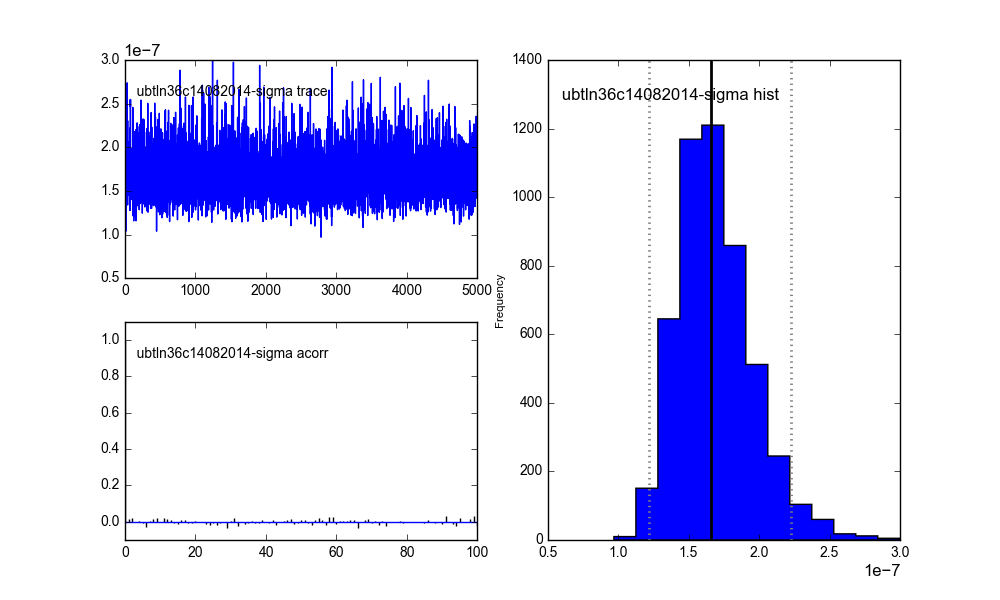 1e−7
3.0
2.5
2.0
1.5
1.0
0.5
ubtln36c14082014-sigma trace
0 1000 2000 3000 4000 5000
1.0
0.8
0.6
0.4
0.2
0.0
ubtln36c14082014-sigma acorr
0 20 40 60 80 100
Frequency
1400
1200
1000
800
600
400
200
0
ubtln36c14082014-sigma hist
0.5 1.0 1.5 2.0 2.5 3.0
1e−7